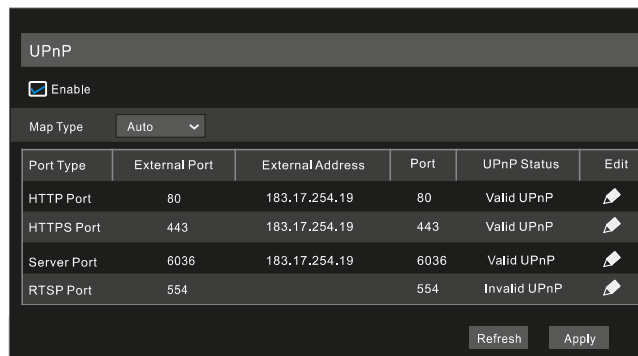 UPnP
Enable
Map Type Auto
Port Type External Port External Address Port UPnP Status Edit
HTTP Port 80 183.17.254.19 80 Valid UPnP
HTTPS Port 443 183.17.254.19 443 Valid UPnP
Server Port 6036 183.17.254.19 6036 Valid UPnP
RTSP Port 554 554 Invalid UPnP
Refresh Apply